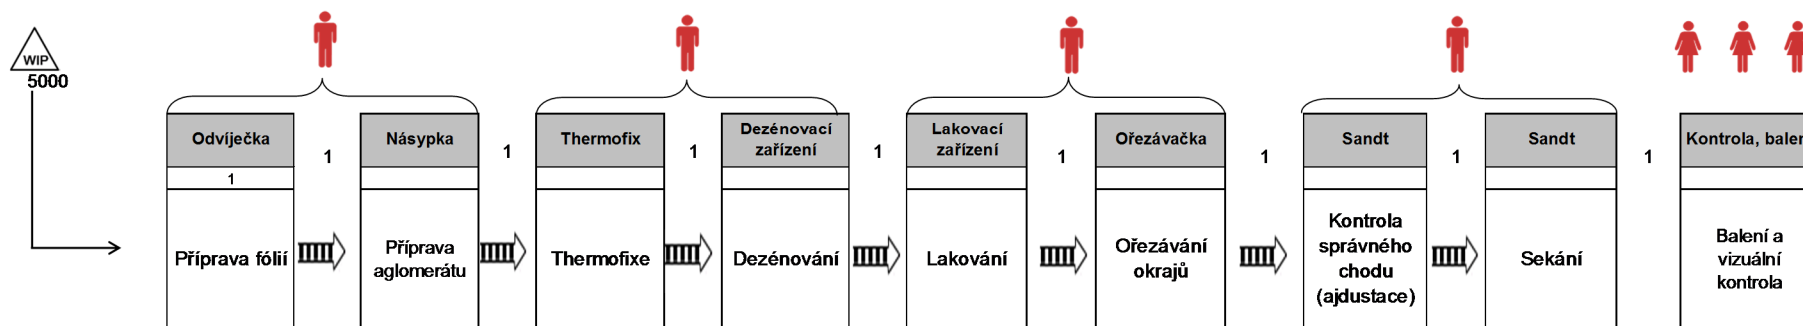 WIP
5000
Odvíječka
1
Příprava fólií
1
Násypka
Příprava
aglomerátu
1
Thermofix
Thermofixe
1
Dezénovací
zařízení
Dezénování
1
Lakovací
zařízení
Lakování
1
Ořezávačka
Ořezávání
okrajů
1
Sandt
Kontrola
správného
chodu
(ajdustace)
1
Sandt
Sekání
1
Kontrola, balen
Balení a
vizuální
kontrola